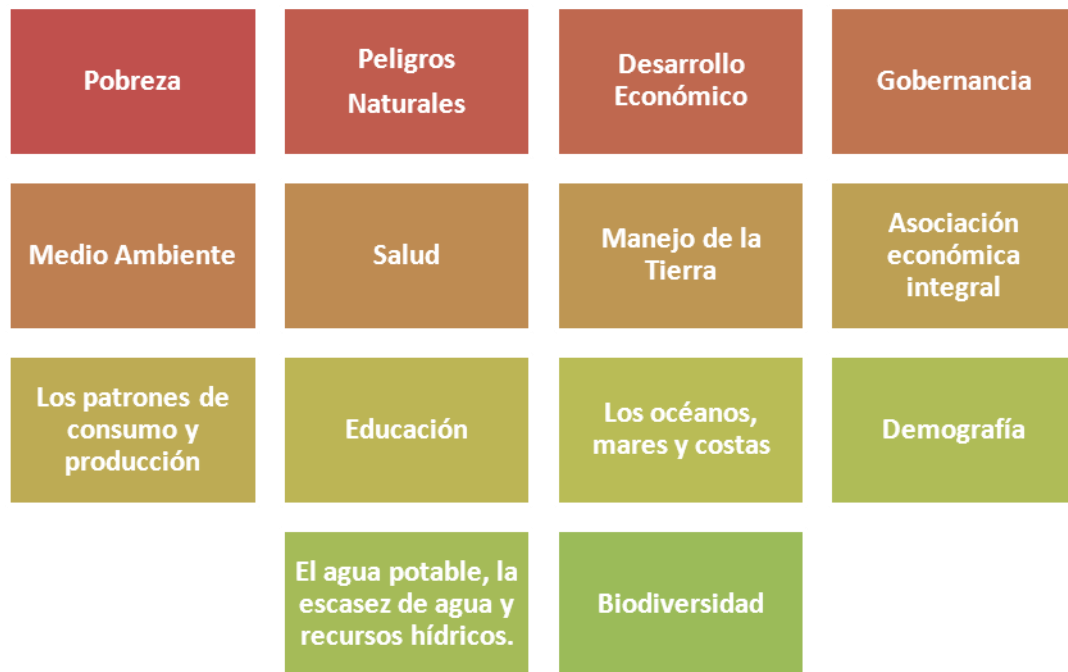 Pobreza
Peligros
Naturales
Desarrollo
Económico
Gobernancia
Medio Ambiente
Salud
Manejo de la
Tierra
Asociación
económica
integral
Los patrones de
consumo y
producción
Educación
Los océanos,
mares y costas
Demografía
El agua potable, la
escasez de agua y
recursos hídricos.
Biodiversidad